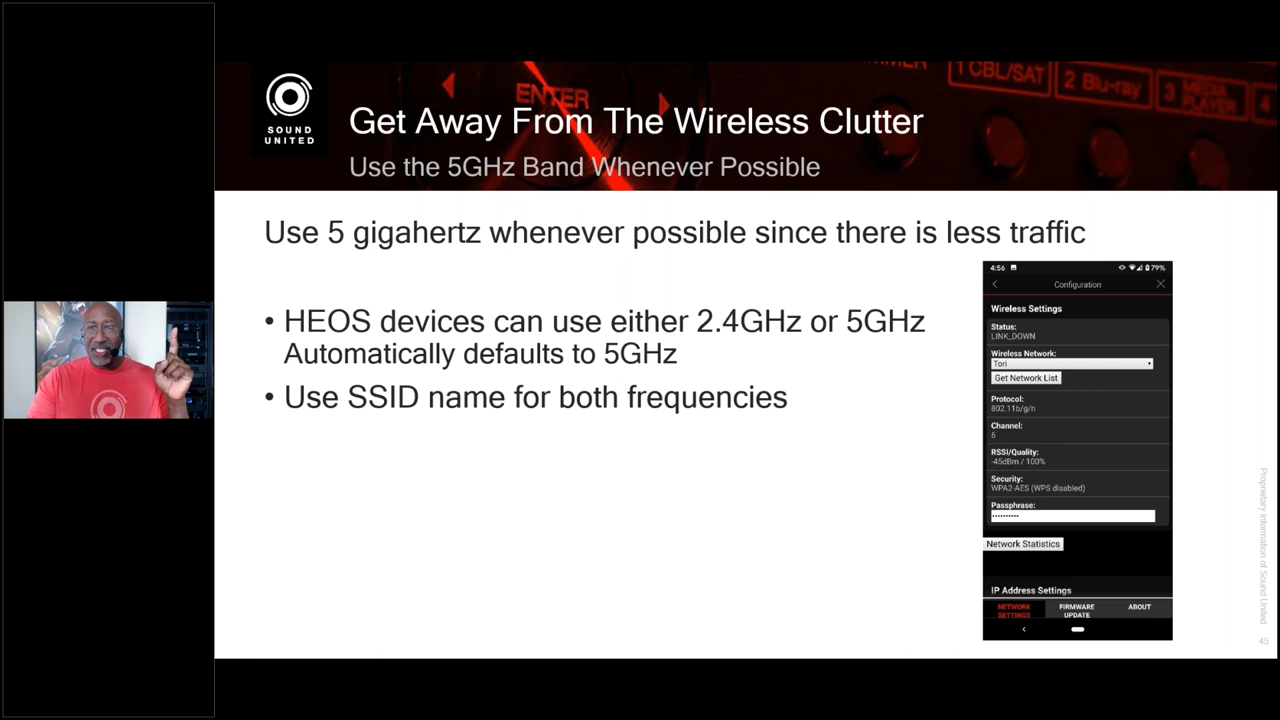 SOUND
UNITED
ENTER
1 CBL/SAT
2 Blu-ray
3 MEDIA
PLAYER
4
Get Away From The Wireless Clutter
Use the 5GHz Band Whenever Possible
Use 5 gigahertz whenever possible since there is less traffic
• HEOS devices can use either 2.4GHz or 5GHz
Automatically defaults to 5GHz
• Use SSID name for both frequencies
4:56
79%
Configuration
Wireless Settings
Status:
LINK_DOWN
Wireless Network:
Tori
Get Network List
Protocol:
802.11b/g/n
Channel:
6
RSSI/Quality:
-45dBm / 100%
Security:
WPA2-AES (WPS disabled)
Passphrase:
••••••••••
Network Statistics
IP Address Settings
NETWORK
SETTINGS
FIRMWARE
UPDATE
ABOUT
Proprietary information of Sound United
45